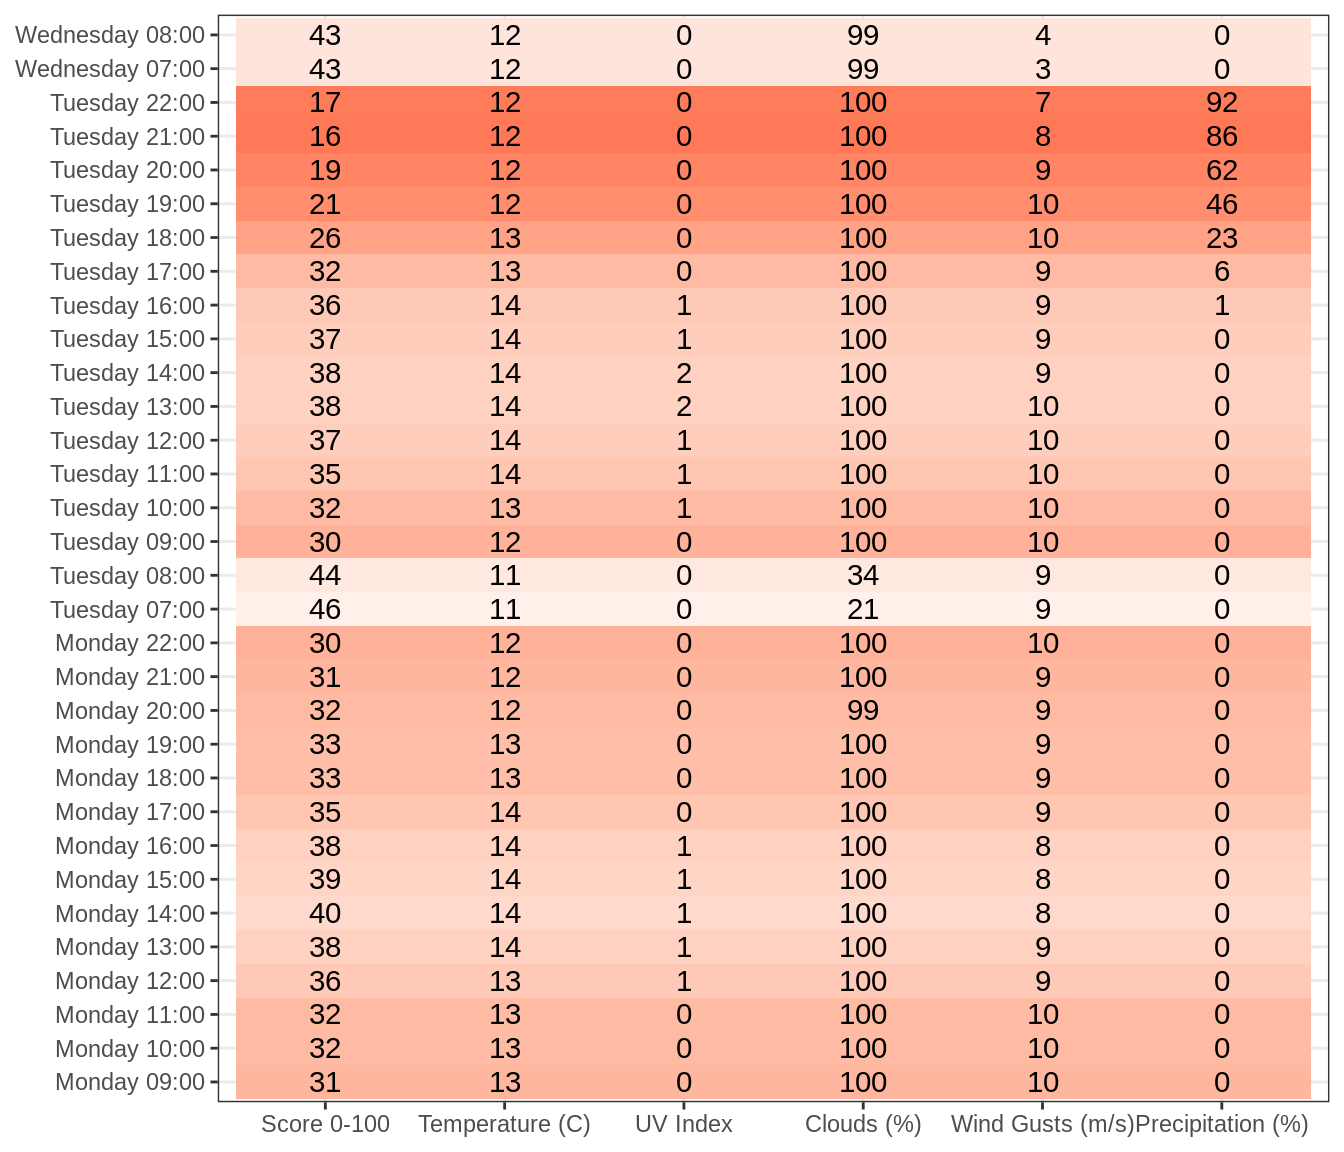 Wednesday 08:00 43 12 0 99 4 0
Wednesday 07:00 43 12 0 99 3 0
Tuesday 22:00 17 12 0 100 7 92
Tuesday 21:00 16 12 0 100 8 86
Tuesday 20:00 19 12 0 100 9 62
Tuesday 19:00 21 12 0 100 10 46
Tuesday 18:00 26 13 0 100 10 23
Tuesday 17:00 32 13 0 100 9 6
Tuesday 16:00 36 14 1 100 9 1
Tuesday 15:00 37 14 1 100 9 0
Tuesday 14:00 38 14 2 100 9 0
Tuesday 13:00 38 14 2 100 10 0
Tuesday 12:00 37 14 1 100 10 0
Tuesday 11:00 35 14 1 100 10 0
Tuesday 10:00 32 13 1 100 10 0
Tuesday 09:00 30 12 0 100 10 0
Tuesday 08:00 44 11 0 34 9 0
Tuesday 07:00 46 11 0 21 9 0
Monday 22:00 30 12 0 100 10 0
Monday 21:00 31 12 0 100 9 0
Monday 20:00 32 12 0 99 9 0
Monday 19:00 33 13 0 100 9 0
Monday 18:00 33 13 0 100 9 0
Monday 17:00 35 14 0 100 9 0
Monday 16:00 38 14 1 100 8 0
Monday 15:00 39 14 1 100 8 0
Monday 14:00 40 14 1 100 8 0
Monday 13:00 38 14 1 100 9 0
Monday 12:00 36 13 1 100 9 0
Monday 11:00 32 13 0 100 10 0
Monday 10:00 32 13 0 100 10 0
Monday 09:00 31 13 0 100 10 0
Score 0-100 Temperature (C) UV Index Clouds (%) Wind Gusts (m/s) Precipitation (%)